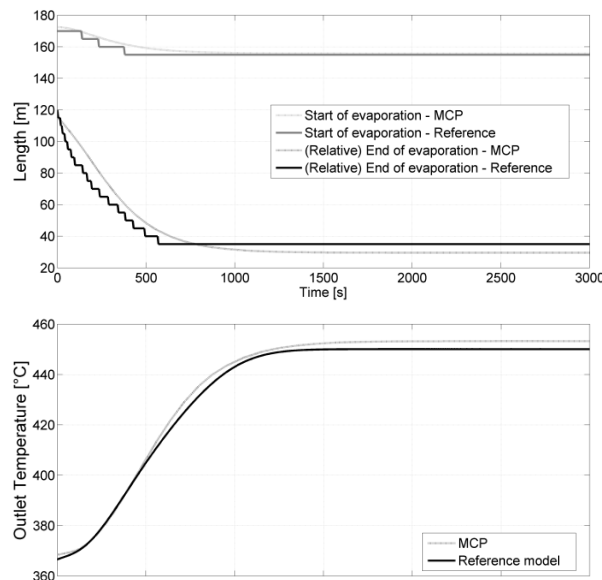 180
160
140
120
100
80
60
40
20
Length [m]
Start of evaporation - MCP
Start of evaporation - Reference
(Relative) End of evaporation - MCP
(Relative) End of evaporation - Reference
0 500 1000 1500 2000 2500 3000
Time [s]
460
440
420
400
380
360
Outlet Temperature [°C]
MCP
Reference model